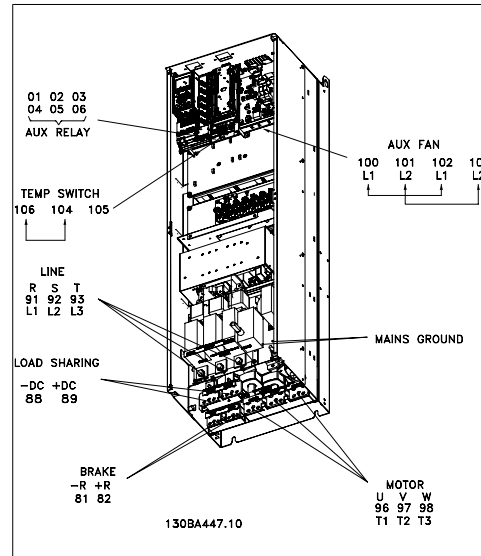 01 02 03
04 05 06
AUX RELAY
AUX FAN
100 101 102 10
L1 L2 L1 L2
TEMP SWITCH
106 104 105
LINE
R S T
91 92 93
L1 L2 L3
MAINS GROUND
LOAD SHARING
-DC +DC
88 89
BRAKE
-R +R
81 82
MOTOR
U V W
96 97 98
T1 T2 T3
130BA447.10